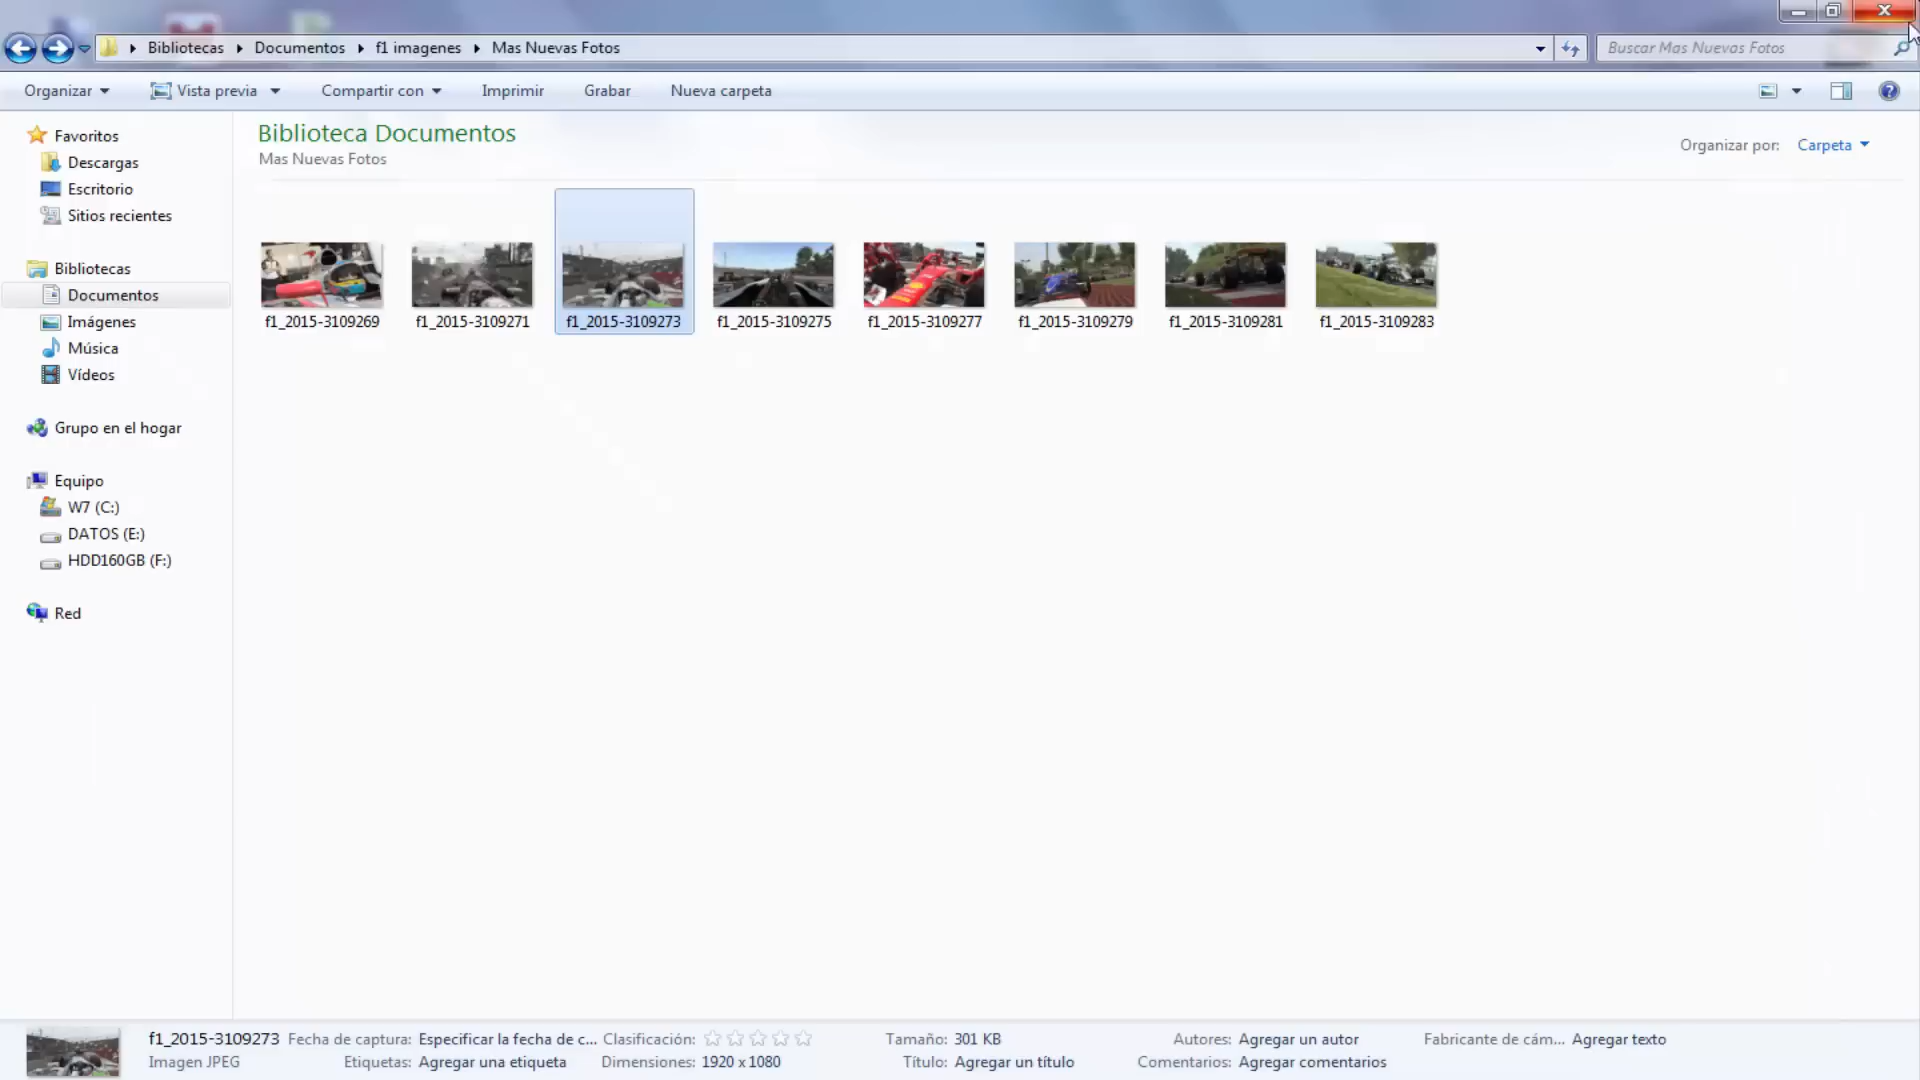 Bibliotecas Documentos f1 imagenes Mas Nuevas Fotos
Buscar Mas Nuevas Fotos
Organizar Vista previa Compartir con Imprimir Grabar Nueva carpeta
Favoritos
Descargas
Escritorio
Sitios recientes
Bibliotecas
Documentos
Imágenes
Música
Vídeos
Grupo en el hogar
Equipo
W7 (C:)
DATOS (E:)
HDD160GB (F:)
Red
Biblioteca Documentos
Mas Nuevas Fotos
Organizar por: Carpeta
f1_2015-3109269 f1_2015-3109271 f1_2015-3109273 f1_2015-3109275 f1_2015-3109277 f1_2015-3109279 f1_2015-3109281 f1_2015-3109283
f1_2015-3109273 Fecha de captura: Especificar la fecha de c... Clasificación: Tamaño: 301 KB Autores: Agregar un autor Fabricante de cám... Agregar texto
Imagen JPEG Etiquetas: Agregar una etiqueta Dimensiones: 1920 x 1080 Título: Agregar un título Comentarios: Agregar comentarios